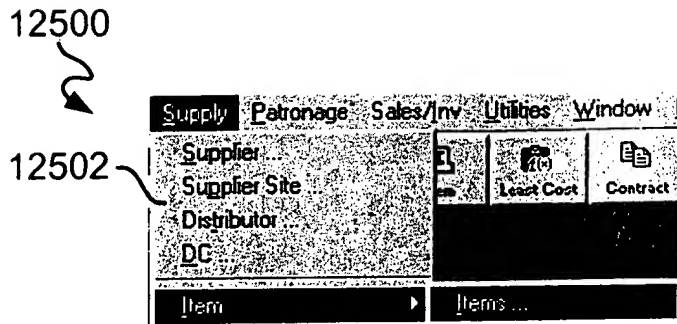 12500
Supply Patronage Sales/Inv Utilities Window
12502
Supplier ...
Supplier Site ...
Least Cost Contract
Distributor ...
DC ...
Item Items ...